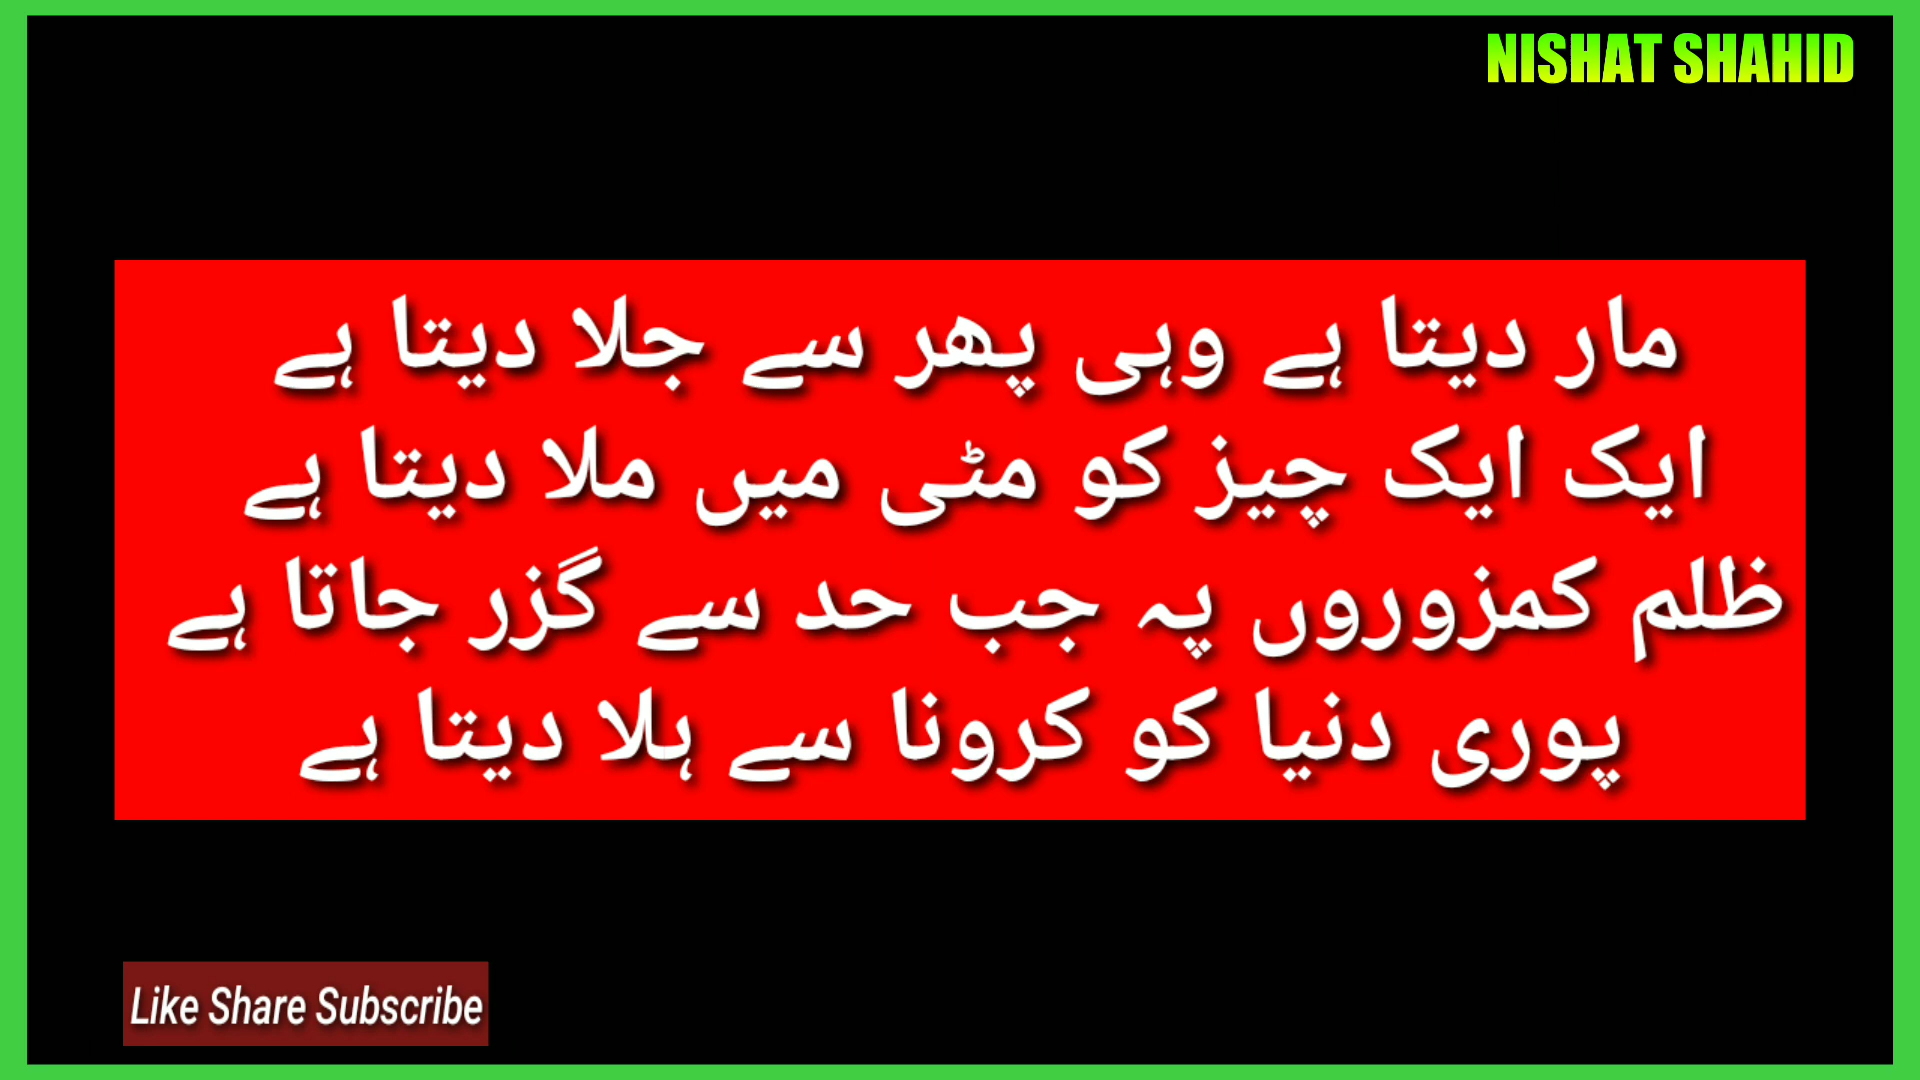 NISHAT SHAHID
مار دیتا ہے وہی پھر سے جلا دیتا ہے
ایک ایک چیز کو مٹی میں ملا دیتا ہے
ظلم کمزوروں پہ جب حد سے گزر جاتا ہے
پوری دنیا کو کرونا سے ہلا دیتا ہے
Like Share Subscribe